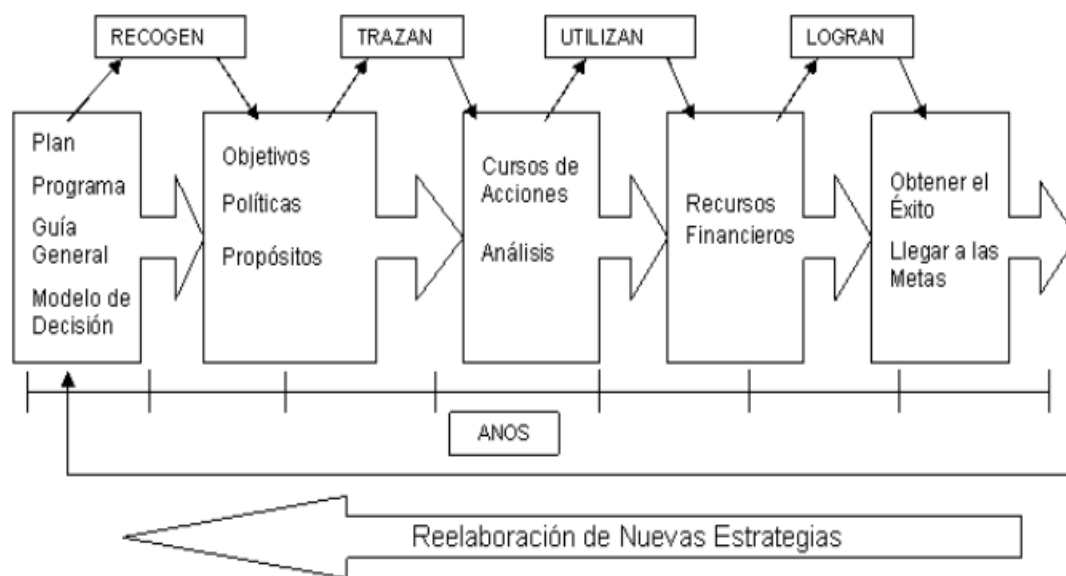 RECOGEN
TRAZAN
UTILIZAN
LOGRAN
Plan
Programa
Guía
General
Modelo de
Decisión
Objetivos
Políticas
Propósitos
Cursos de
Acciones
Análisis
Recursos
Financieros
Obtener el
Éxito
Llegar a las
Metas
ANOS
Reelaboración de Nuevas Estrategias